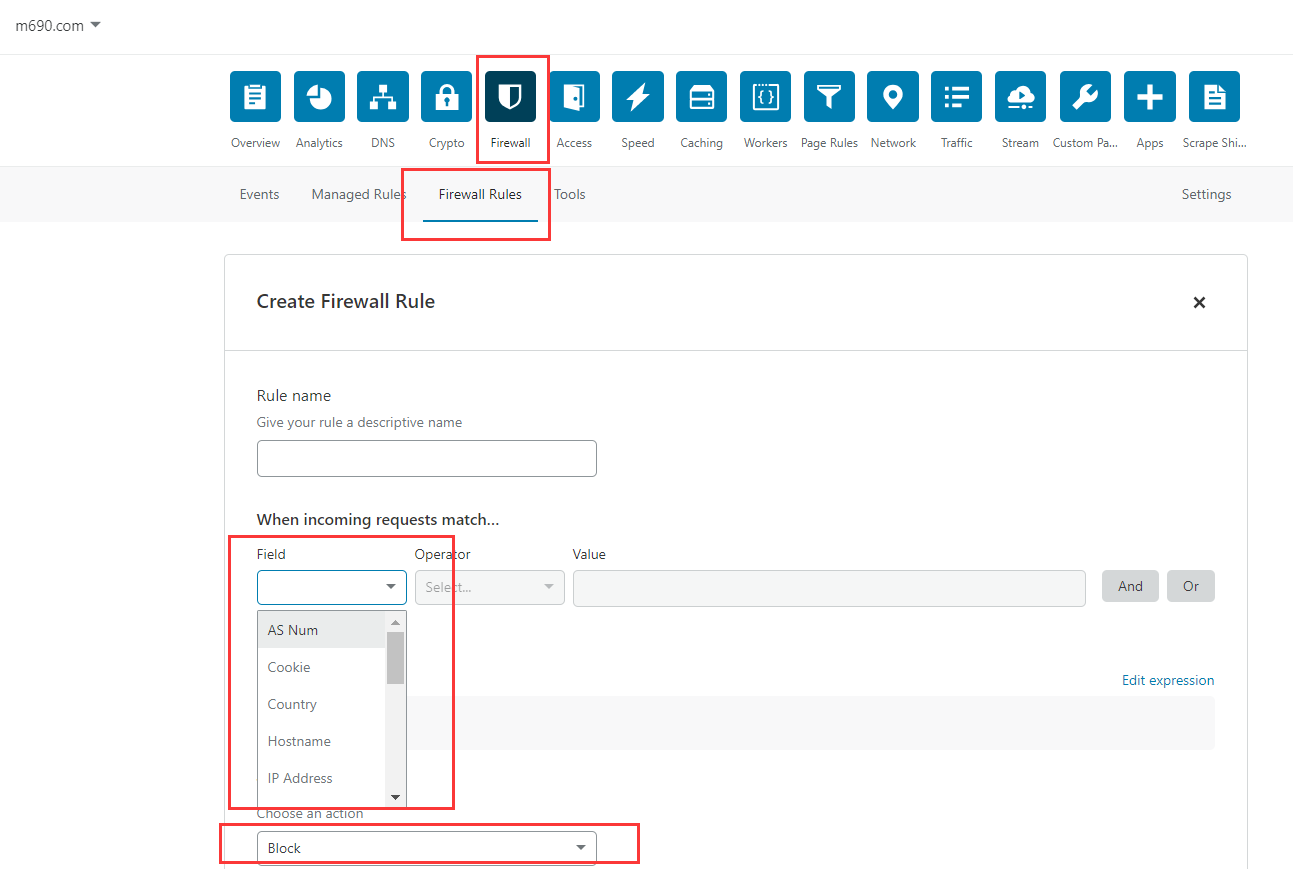 m690.com
Overview Analytics DNS Crypto Firewall Access Speed Caching Workers Page Rules Network Traffic Stream Custom Pa... Apps Scrape Shi...
Events Managed Rules Firewall Rules Tools Settings
Create Firewall Rule
Rule name
Give your rule a descriptive name
When incoming requests match...
Field Operator Value
Select... And Or
AS Num
Cookie
Edit expression
Country
Hostname
IP Address
Choose an action
Block